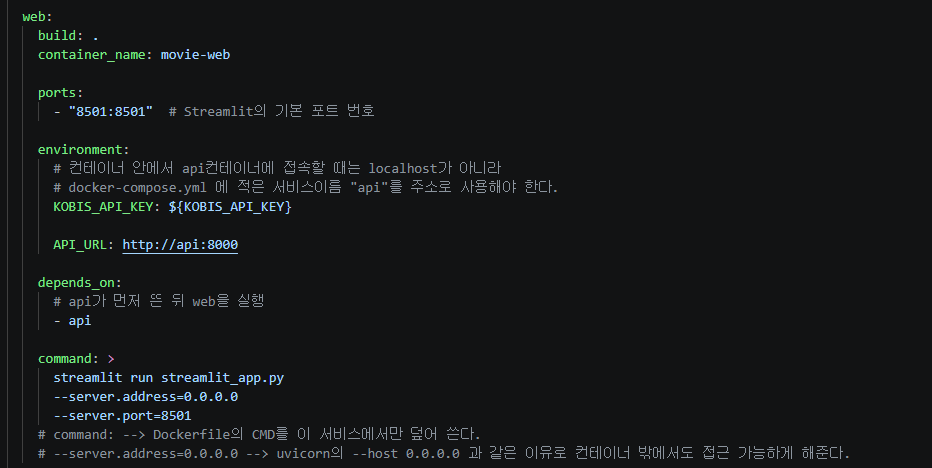 web:
build: .
container_name: movie-web
ports:
- "8501:8501"  # Streamlit의 기본 포트 번호
environment:
# 컨테이너 안에서 api컨테이너에 접속할 때는 localhost가 아니라
# docker-compose.yml 에 적은 서비스이름 "api"를 주소로 사용해야 한다.
KOBIS_API_KEY: ${KOBIS_API_KEY}
API_URL: http://api:8000
depends_on:
# api가 먼저 뜬 뒤 web을 실행
- api
command: >
streamlit run streamlit_app.py
--server.address=0.0.0.0
--server.port=8501
# command: --> Dockerfile의 CMD를 이 서비스에서만 덮어 쓴다.
# --server.address=0.0.0.0 --> uvicorn의 --host 0.0.0.0 과 같은 이유로 컨테이너 밖에서도 접근 가능하게 해준다.